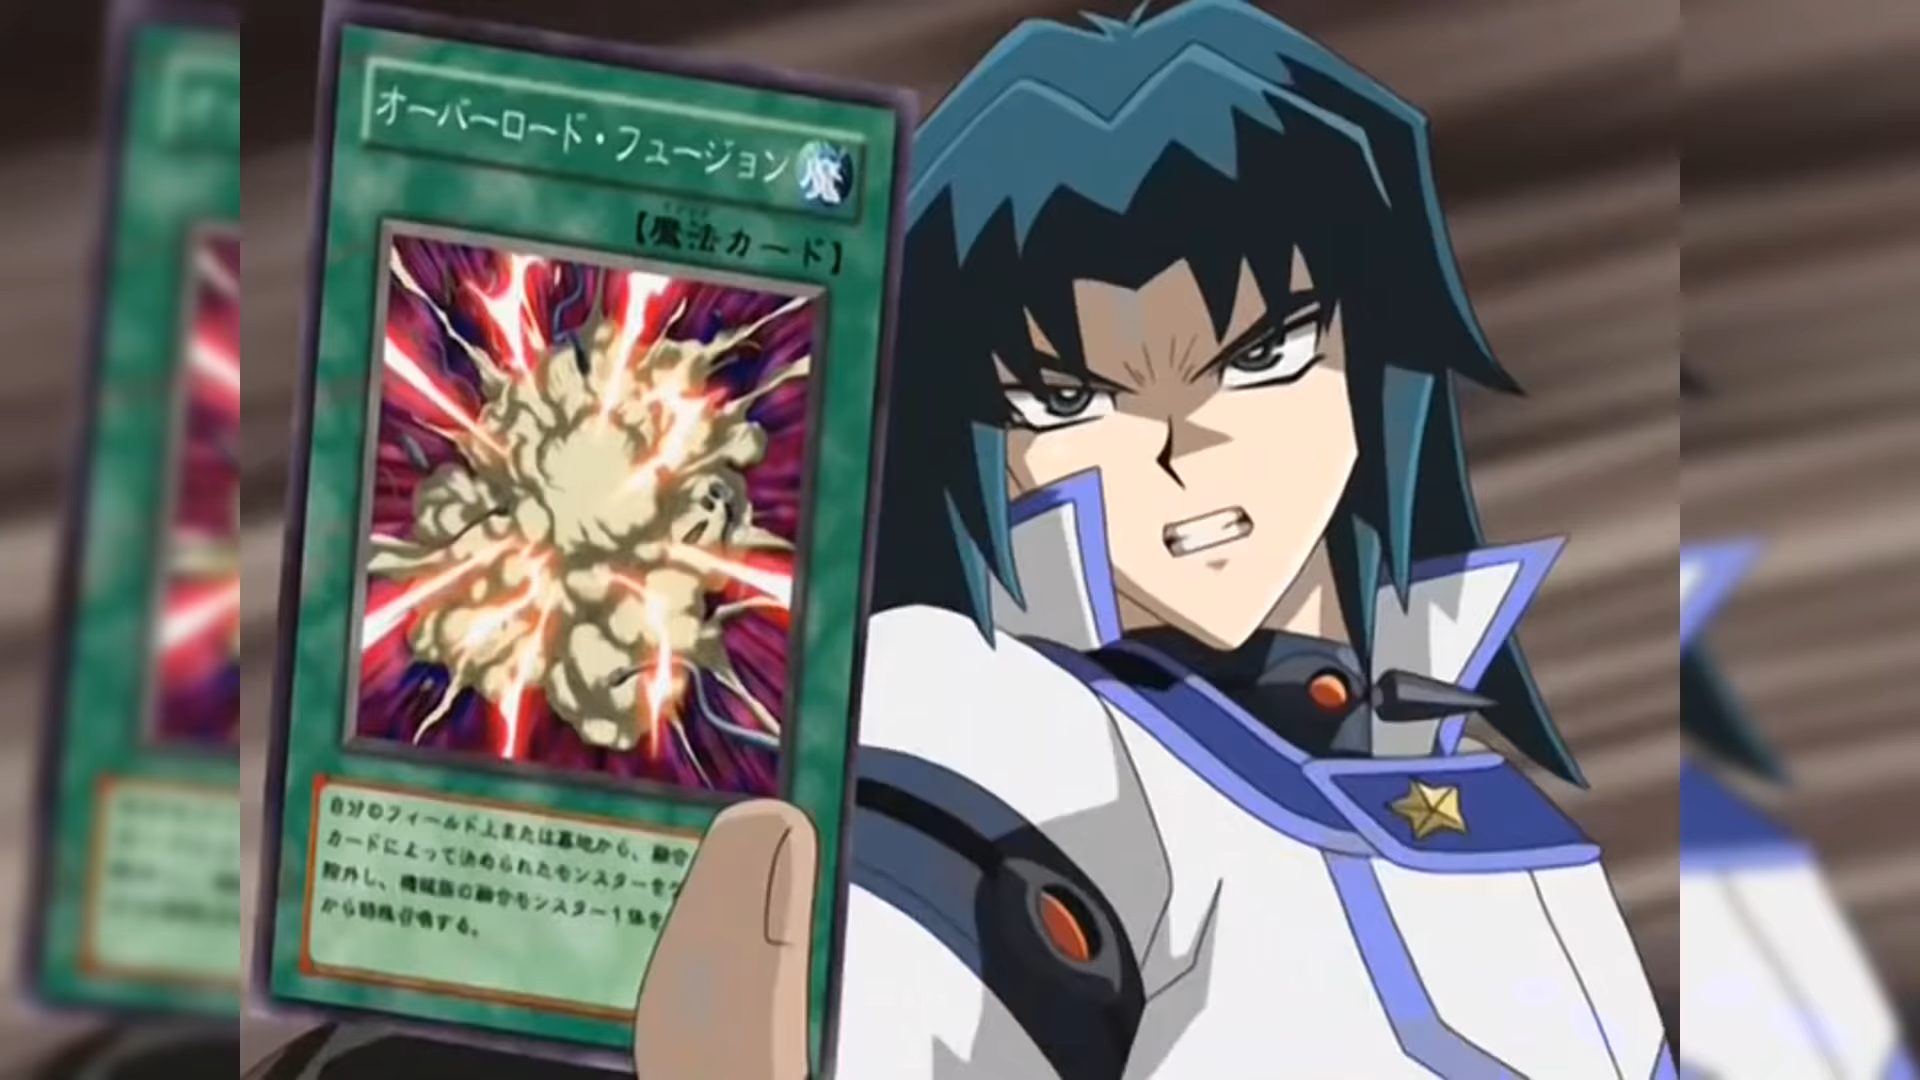 オーバーロード・フュージョン
魔
【魔法カード】
自分のフィールド上または墓地から、融合
カードによって決められたモンスターをゲ
除外し、機械族の融合モンスター１体を
から特殊召喚する。